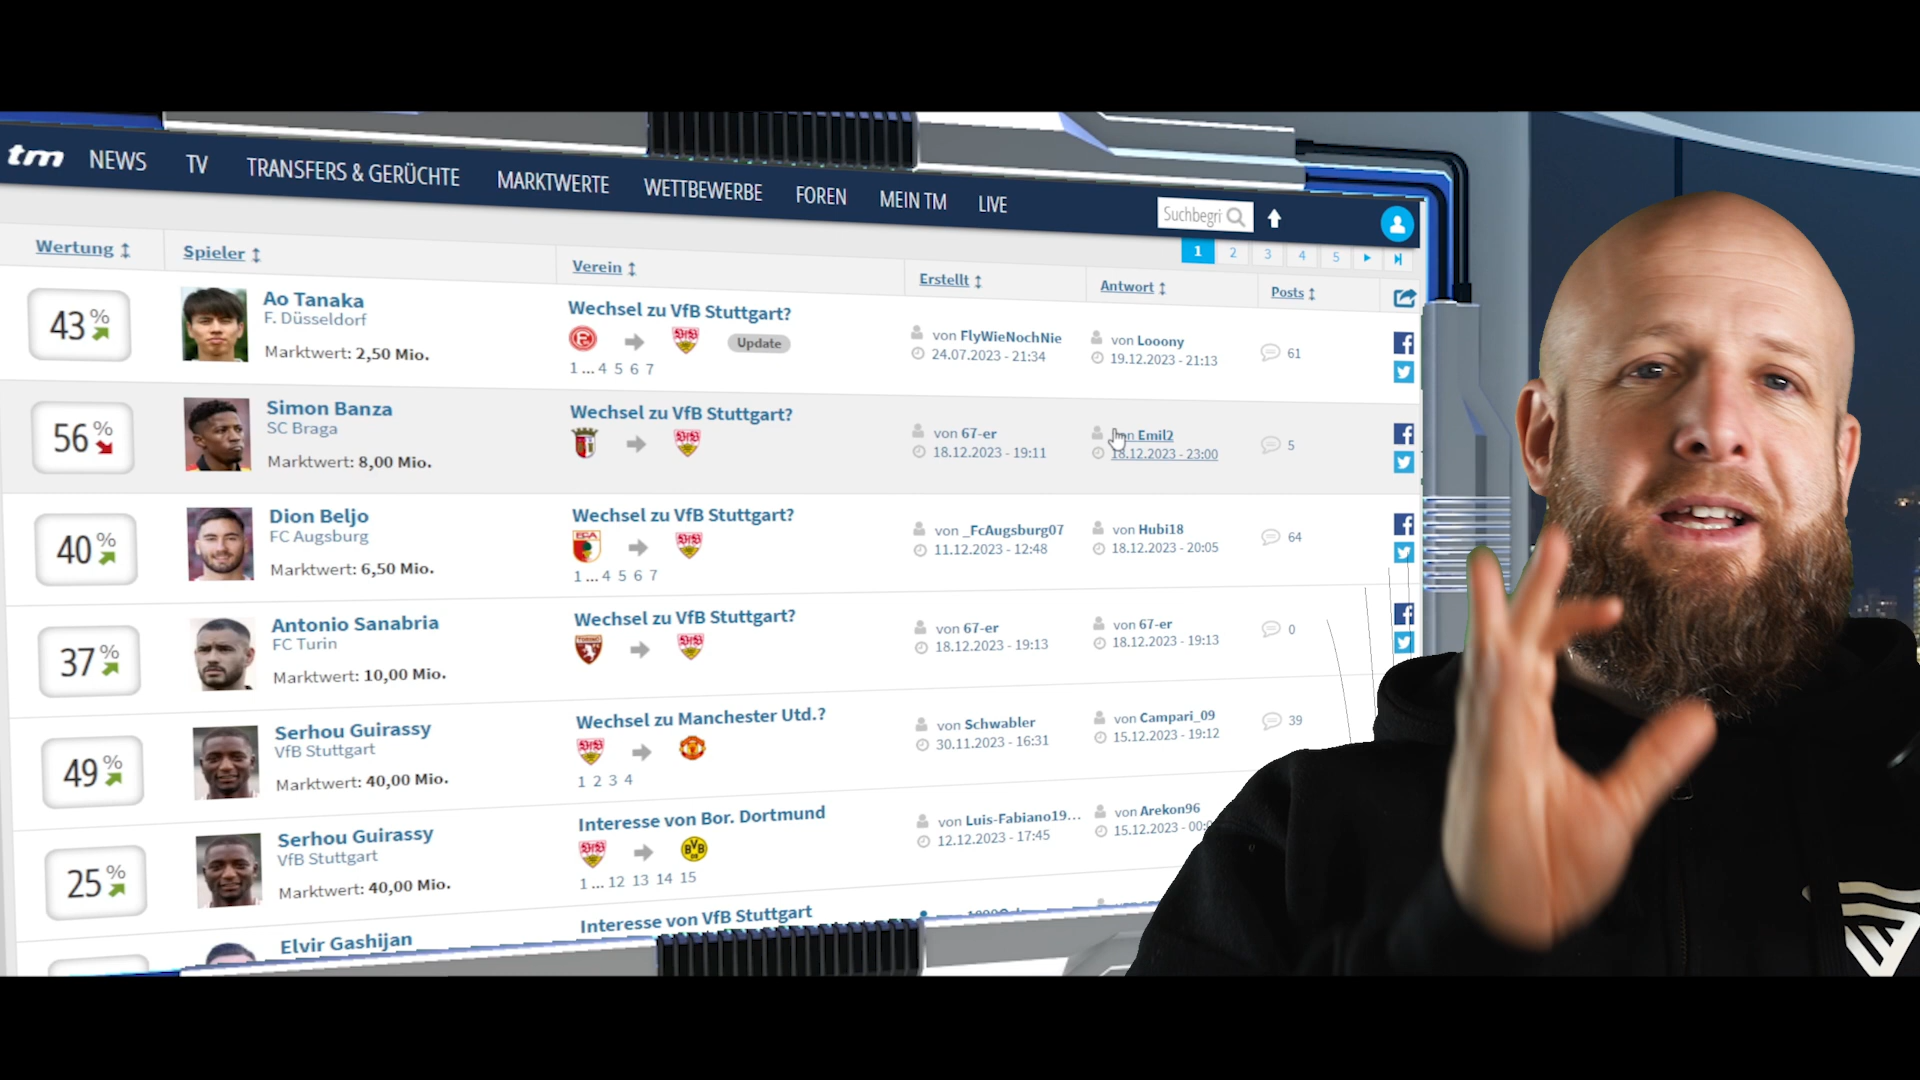 tm NEWS TV TRANSFERS & GERÜCHTE MARKTWERTE WETTBEWERBE FOREN MEIN TM LIVE Suchbegri
1 2 3 4 5
Wertung Spieler Verein Erstellt Antwort Posts
43 %
Ao Tanaka
F. Düsseldorf
Marktwert: 2,50 Mio.
Wechsel zu VfB Stuttgart?
Update
1 ... 4 5 6 7
von FlyWieNochNie
24.07.2023 - 21:34
von Looony
19.12.2023 - 21:13
61
56 %
Simon Banza
SC Braga
Marktwert: 8,00 Mio.
Wechsel zu VfB Stuttgart?
von 67-er
18.12.2023 - 19:11
Emil2
18.12.2023 - 23:00
5
40 %
Dion Beljo
FC Augsburg
Marktwert: 6,50 Mio.
Wechsel zu VfB Stuttgart?
1 ... 4 5 6 7
von _FcAugsburg07
11.12.2023 - 12:48
von Hubi18
18.12.2023 - 20:05
64
37 %
Antonio Sanabria
FC Turin
Marktwert: 10,00 Mio.
Wechsel zu VfB Stuttgart?
von 67-er
18.12.2023 - 19:13
von 67-er
18.12.2023 - 19:13
0
49 %
Serhou Guirassy
VfB Stuttgart
Marktwert: 40,00 Mio.
Wechsel zu Manchester Utd.?
1 2 3 4
von Schwabler
30.11.2023 - 16:31
von Campari_09
15.12.2023 - 19:12
39
25 %
Serhou Guirassy
VfB Stuttgart
Marktwert: 40,00 Mio.
Interesse von Bor. Dortmund
1 ... 12 13 14 15
von Luis-Fabiano19...
12.12.2023 - 17:45
von Arekon96
15.12.2023 - 00:
Elvir Gashijan
Interesse von VfB Stuttgart